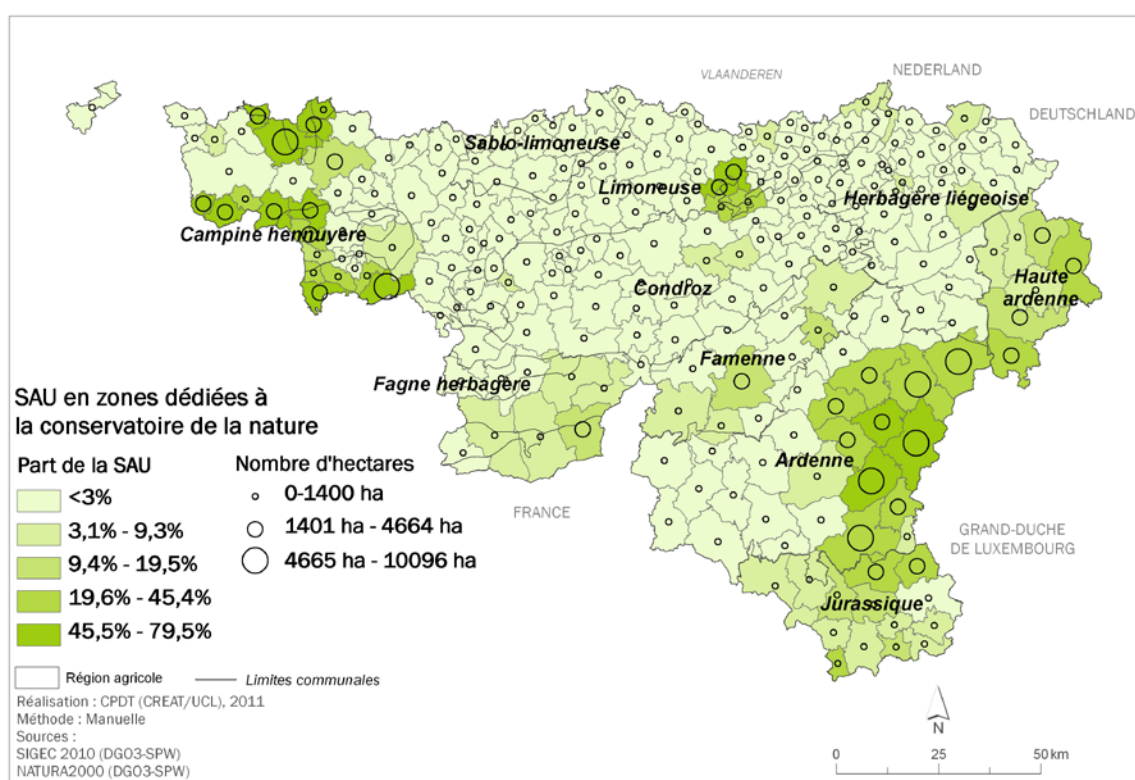 VLAANDEREN
NEDERLAND
DEUTSCHLAND
Sablo-limoneuse
Limoneuse
Herbagère liégeoise
Campine hennuyère
Haute
ardenne
Condroz
Famenne
Fagne herbagère
Ardenne
FRANCE
GRAND-DUCHE
DE LUXEMBOURG
Jurassique
SAU en zones dédiées à
la conservatoire de la nature
Part de la SAU
<3%
3,1% - 9,3%
9,4% - 19,5%
19,6% - 45,4%
45,5% - 79,5%
Nombre d'hectares
0-1400 ha
1401 ha - 4664 ha
4665 ha - 10096 ha
Région agricole
Limites communales
Réalisation : CPDT (CREAT/UCL), 2011
Méthode : Manuelle
Sources :
SIGEC 2010 (DGO3-SPW)
NATURA2000 (DGO3-SPW)
N
0 25 50 km